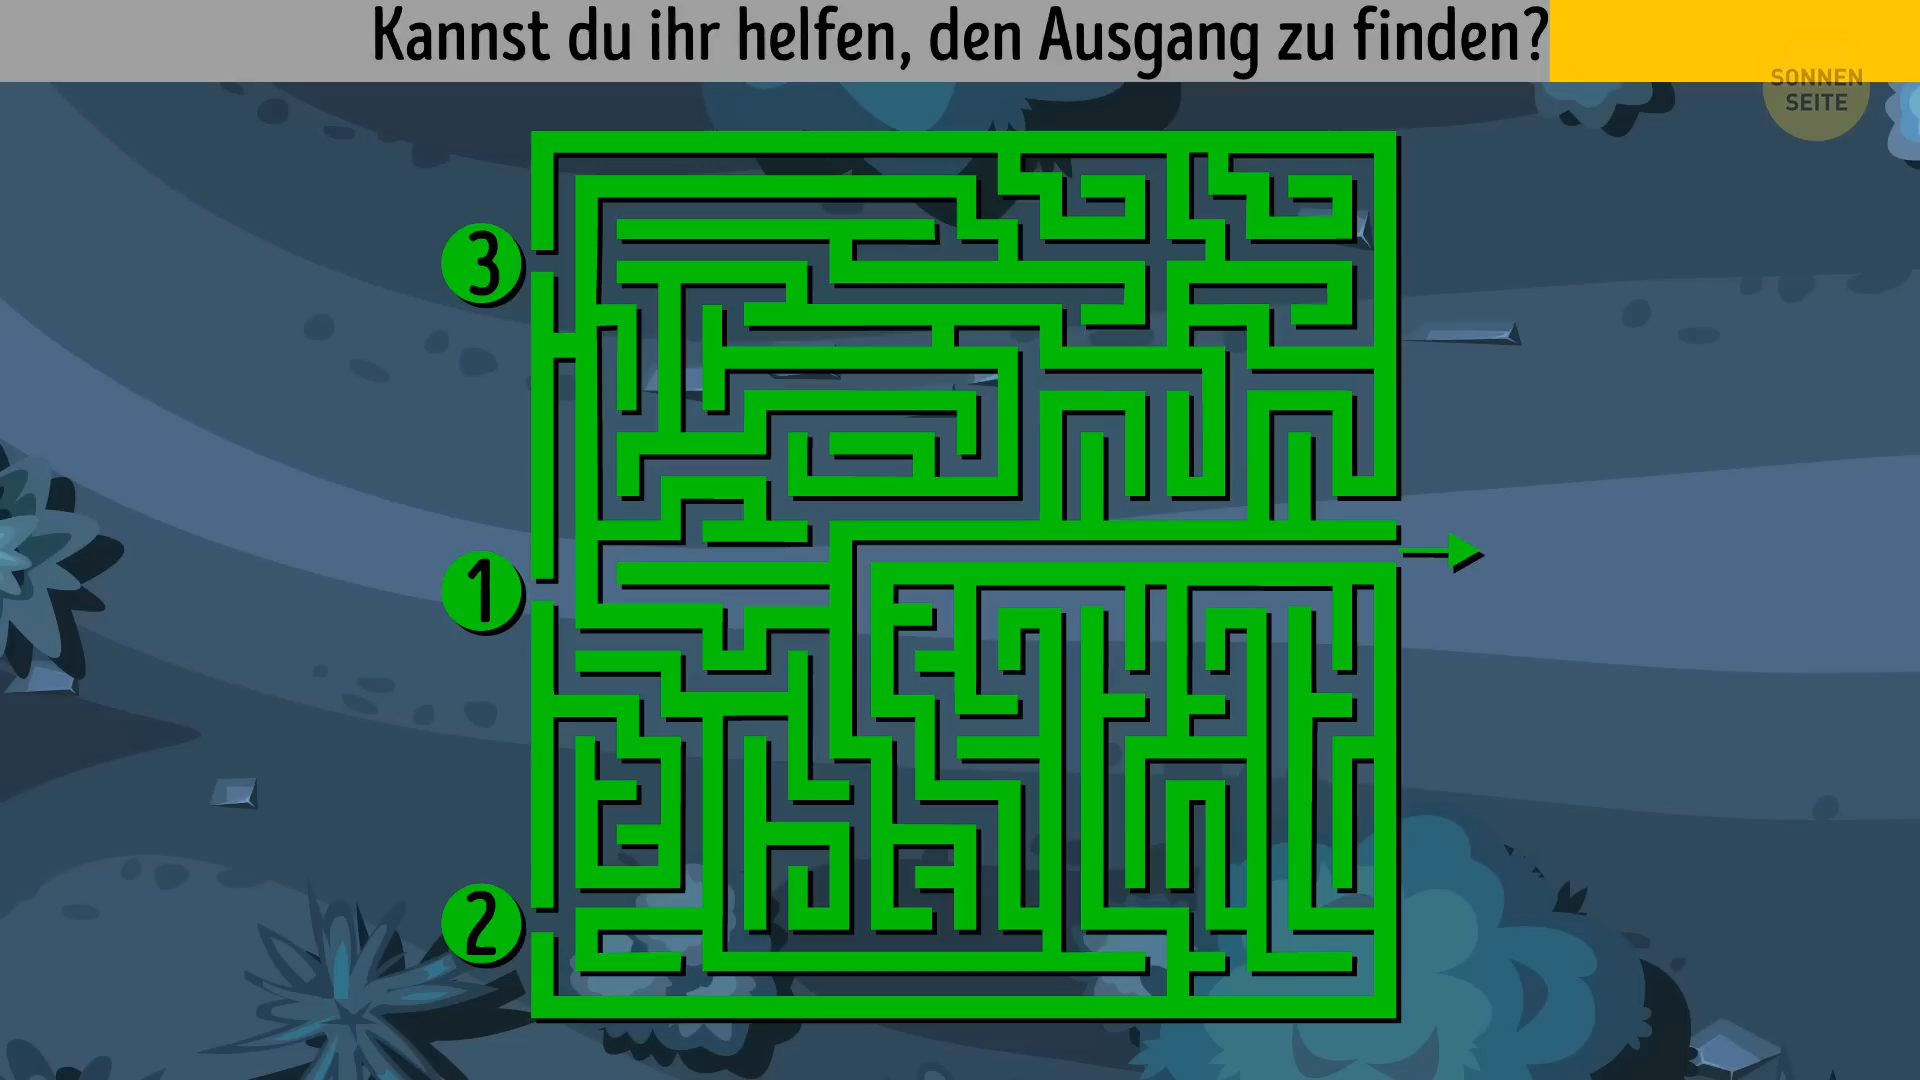 Kannst du ihr helfen, den Ausgang zu finden?
SONNEN
SEITE
3
1
2